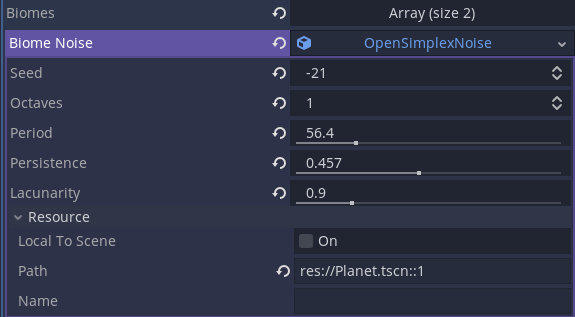 Biomes Array (size 2)
Biome Noise OpenSimplexNoise
Seed -21
Octaves 1
Period 56.4
Persistence 0.457
Lacunarity 0.9
Resource
Local To Scene On
Path res://Planet.tscn::1
Name